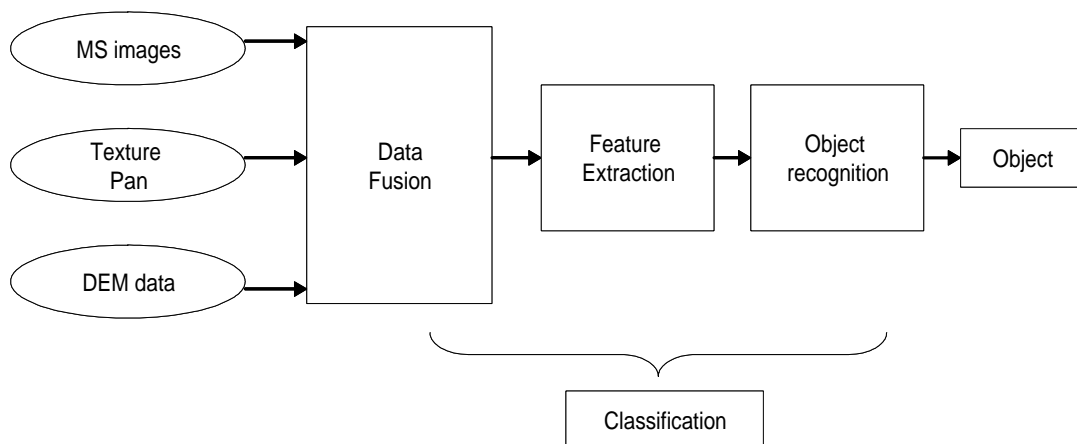 MS images
Texture
Pan
DEM data
Data
Fusion
Feature
Extraction
Object
recognition
Object
Classification